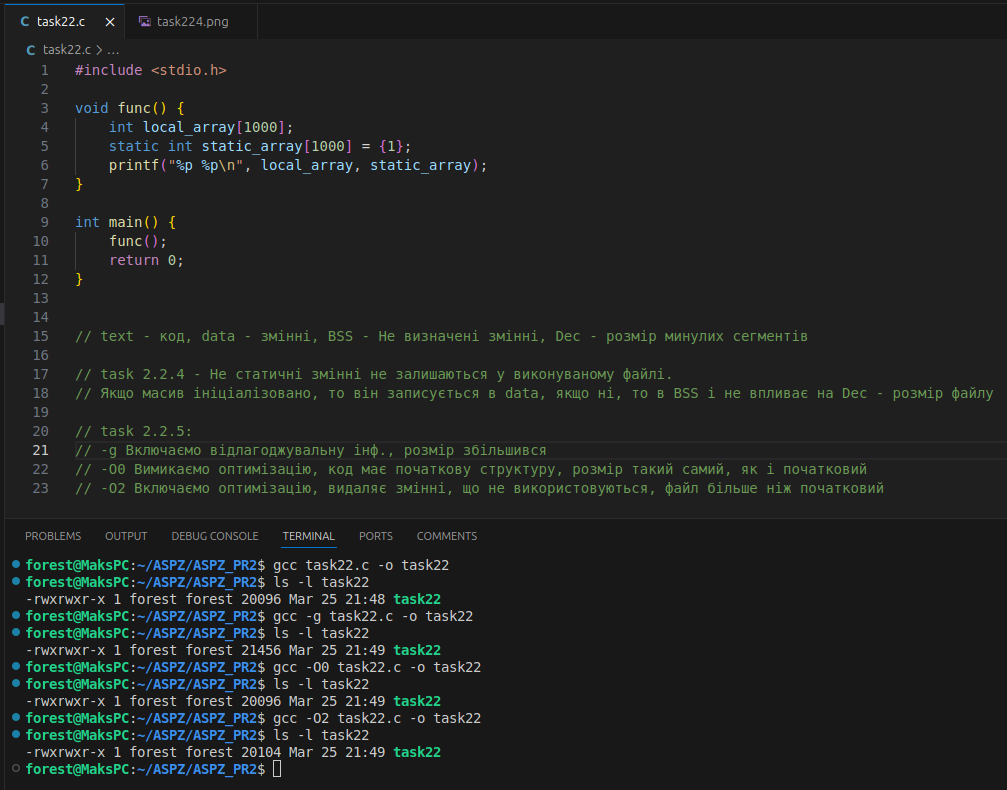 C task22.c ×
task224.png
C task22.c > ...
1 #include <stdio.h>
2
3 void func() {
4     int local_array[1000];
5     static int static_array[1000] = {1};
6     printf("%p %p\n", local_array, static_array);
7 }
8
9 int main() {
10     func();
11     return 0;
12 }
13
14
15 // text - код, data - змінні, BSS - Не визначені змінні, Dec - розмір минулих сегментів
16
17 // task 2.2.4 - Не статичні змінні не залишаються у виконуваному файлі.
18 // Якщо масив ініціалізовано, то він записується в data, якщо ні, то в BSS і не впливає на Dec - розмір файлу
19
20 // task 2.2.5:
21 // -g Включаємо відлагоджувальну інф., розмір збільшився
22 // -O0 Вимикаємо оптимізацію, код має початкову структуру, розмір такий самий, як і початковий
23 // -O2 Включаємо оптимізацію, видаляє змінні, що не використовуються, файл більше ніж початковий
PROBLEMS OUTPUT DEBUG CONSOLE TERMINAL PORTS COMMENTS
forest@MaksPC:~/ASPZ/ASPZ_PR2$ gcc task22.c -o task22
forest@MaksPC:~/ASPZ/ASPZ_PR2$ ls -l task22
-rwxrwxr-x 1 forest forest 20096 Mar 25 21:48 task22
forest@MaksPC:~/ASPZ/ASPZ_PR2$ gcc -g task22.c -o task22
forest@MaksPC:~/ASPZ/ASPZ_PR2$ ls -l task22
-rwxrwxr-x 1 forest forest 21456 Mar 25 21:49 task22
forest@MaksPC:~/ASPZ/ASPZ_PR2$ gcc -O0 task22.c -o task22
forest@MaksPC:~/ASPZ/ASPZ_PR2$ ls -l task22
-rwxrwxr-x 1 forest forest 20096 Mar 25 21:49 task22
forest@MaksPC:~/ASPZ/ASPZ_PR2$ gcc -O2 task22.c -o task22
forest@MaksPC:~/ASPZ/ASPZ_PR2$ ls -l task22
-rwxrwxr-x 1 forest forest 20104 Mar 25 21:49 task22
forest@MaksPC:~/ASPZ/ASPZ_PR2$